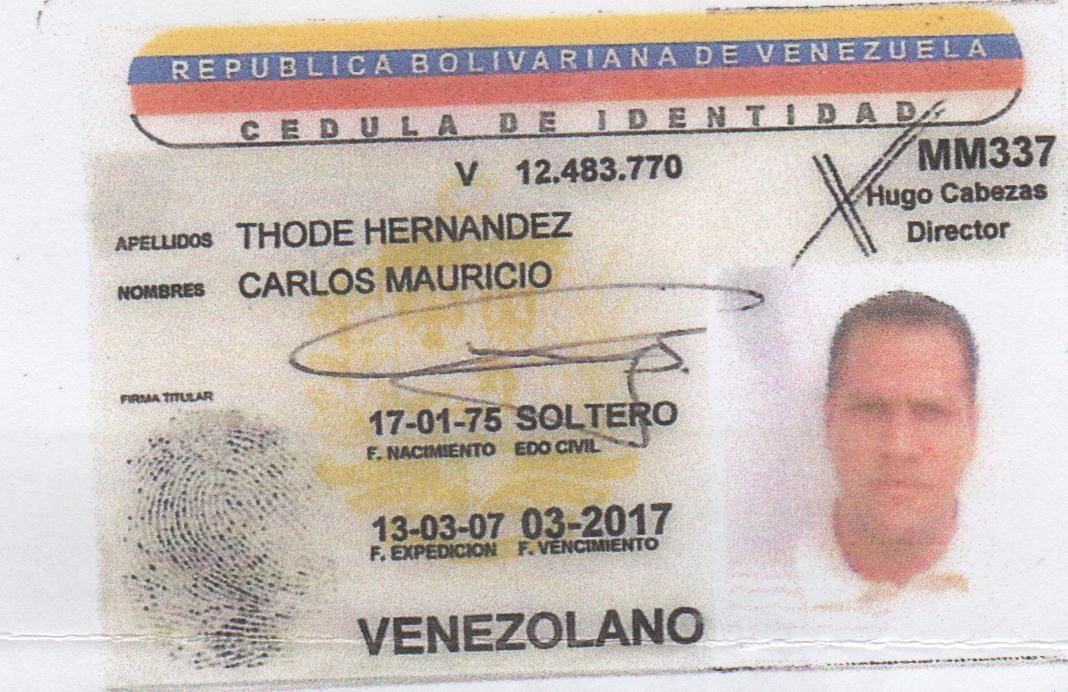 REPUBLICA BOLIVARIANA DE VENEZUELA
CEDULA DE IDENTIDAD
V 12.483.770
MM337
Hugo Cabezas
Director
APELLIDOS THODE HERNANDEZ
NOMBRES CARLOS MAURICIO
FIRMA TITULAR
17-01-75 SOLTERO
F. NACIMIENTO EDO CIVIL
13-03-07 03-2017
F. EXPEDICION F. VENCIMIENTO
VENEZOLANO